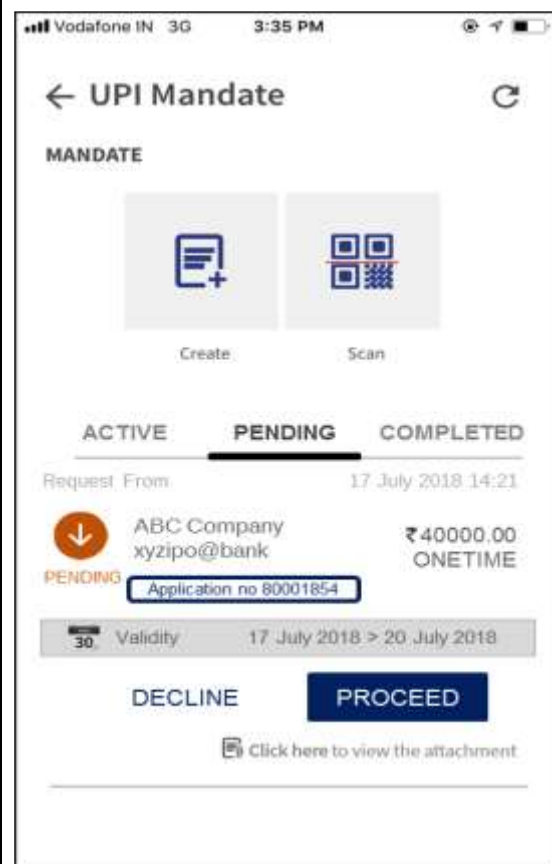 Vodafone IN 3G 3:35 PM
← UPI Mandate
MANDATE
Create Scan
ACTIVE PENDING COMPLETED
Request From 17 July 2018 14:21
ABC Company ₹40000.00
xyzipo@bank ONETIME
PENDING
Application no 80001854
30 Validity 17 July 2018 > 20 July 2018
DECLINE PROCEED
Click here to view the attachment